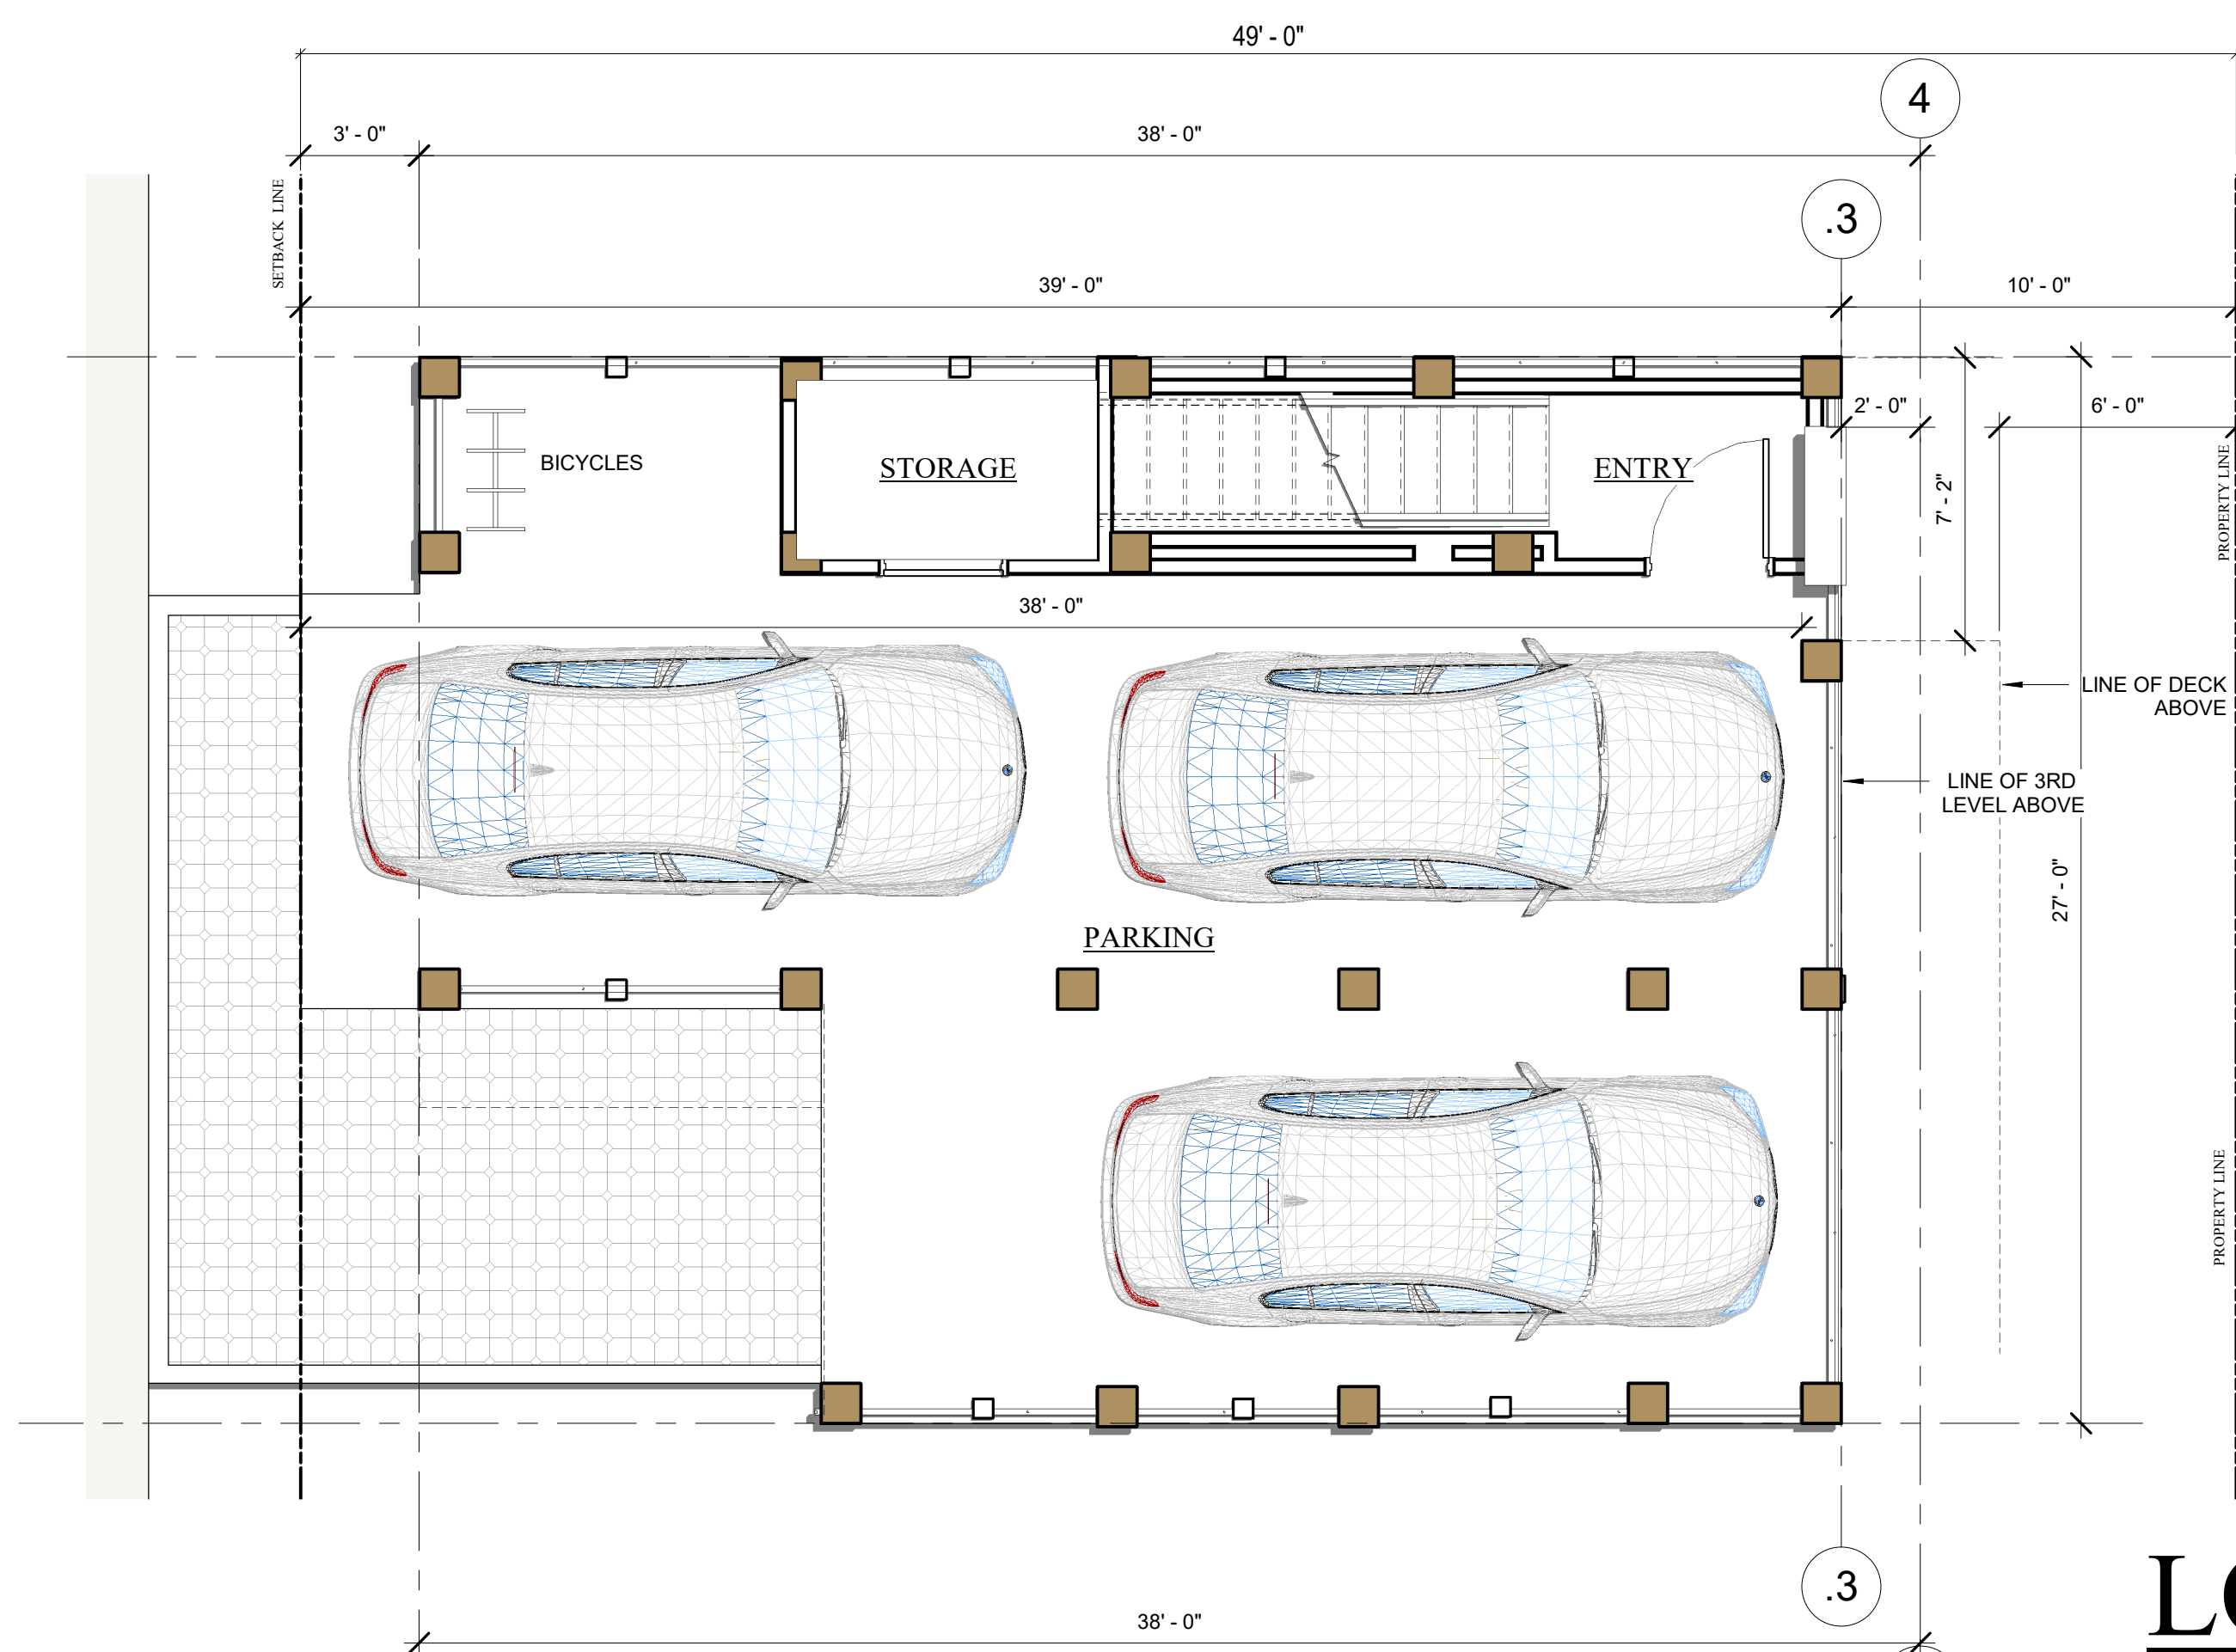 49' - 0"
4
3' - 0"
38' - 0"
.3
SETBACK LINE
39' - 0"
10' - 0"
2' - 0"
6' - 0"
BICYCLES
STORAGE
ENTRY
7' - 2"
PROPERTY LINE
38' - 0"
LINE OF DECK
ABOVE
LINE OF 3RD
LEVEL ABOVE
27' - 0"
PARKING
PROPERTY LINE
.3
38' - 0"